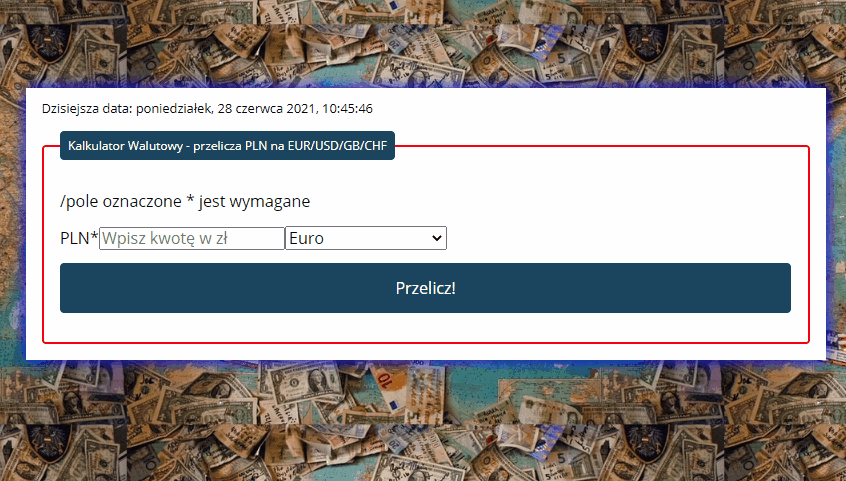 Dzisiejsza data: poniedziałek, 28 czerwca 2021, 10:45:46
Kalkulator Walutowy - przelicza PLN na EUR/USD/GB/CHF
/pole oznaczone * jest wymagane
PLN*Wpisz kwotę w zł Euro
Przelicz!